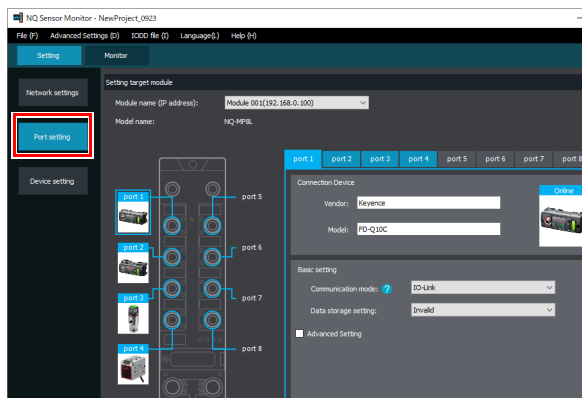 NQ Sensor Monitor - NewProject_0923
File (F) Advanced Settings (D) IODD file (I) Language(L) Help (H)
Setting Monitor
Network settings
Port setting
Device setting
Setting target module
Module name (IP address): Module 001(192.168.0.100)
Model name: NQ-MP8L
port 1 port 2 port 3 port 4 port 5 port 6 port 7 port 8
port 1 port 5
port 2 port 6
port 3 port 7
port 4 port 8
Connection Device
Vendor: Keyence
Model: FD-Q10C
Online
Basic setting
Communication mode: ? IO-Link
Data storage setting: Invalid
Advanced Setting